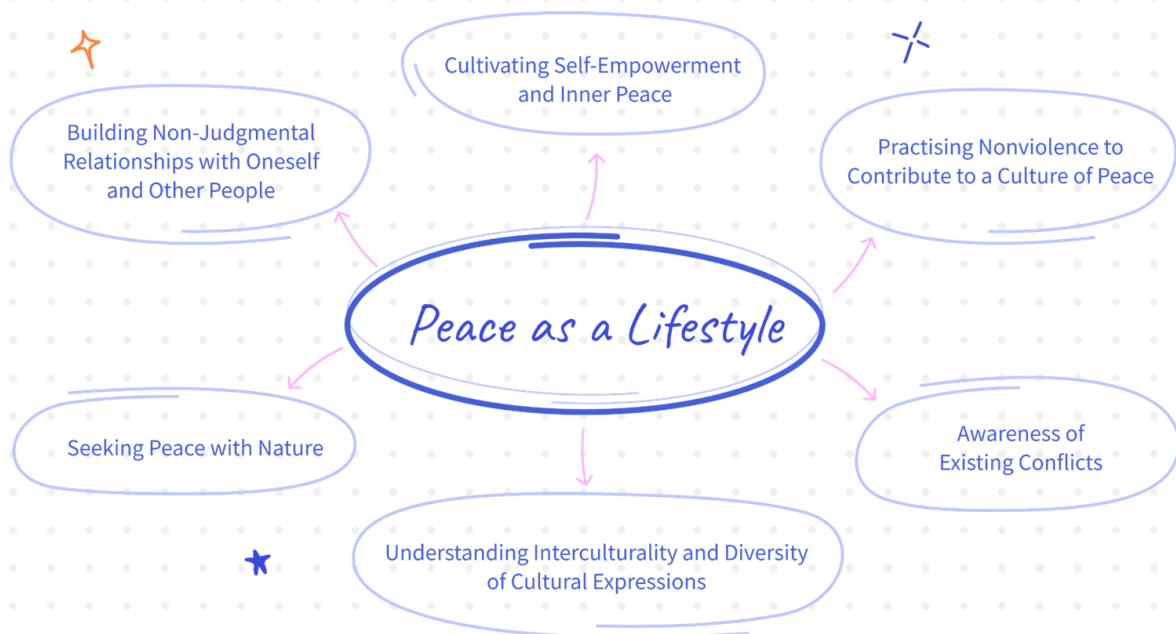 Cultivating Self-Empowerment
and Inner Peace
Building Non-Judgmental
Relationships with Oneself
and Other People
Practising Nonviolence to
Contribute to a Culture of Peace
Peace as a Lifestyle
Seeking Peace with Nature
Awareness of
Existing Conflicts
Understanding Interculturality and Diversity
of Cultural Expressions